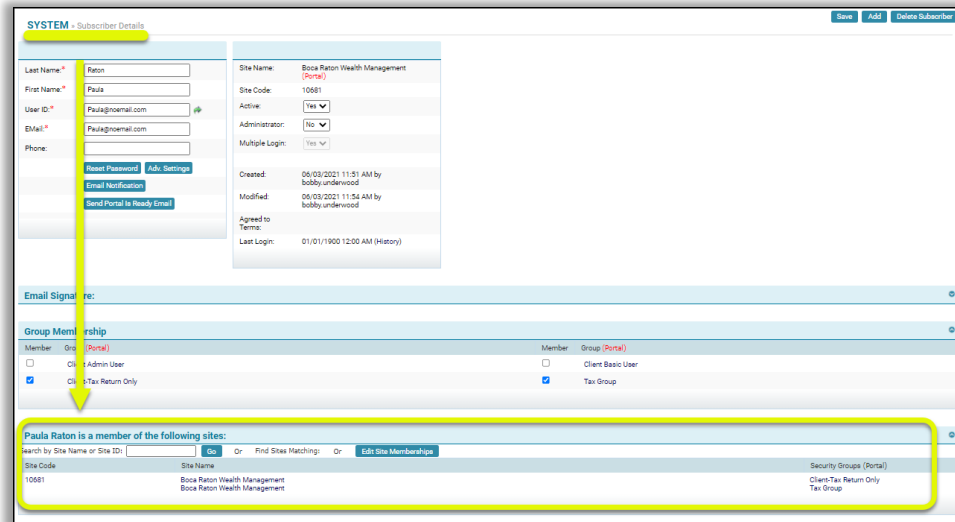 SYSTEM » Subscriber Details
Save Add Delete Subscriber
Last Name:* Raton
First Name:* Paula
User ID:* Paula@noemail.com
EMail:* Paula@noemail.com
Phone:
Reset Password Adv. Settings
Email Notification
Send Portal Is Ready Email
Site Name: Boca Raton Wealth Management
(Portal)
Site Code: 10681
Active: Yes
Administrator: No
Multiple Login: Yes
Created: 06/03/2021 11:51 AM by
bobby.underwood
Modified: 06/03/2021 11:54 AM by
bobby.underwood
Agreed to
Terms:
Last Login: 01/01/1900 12:00 AM (History)
Email Signature:
Group Membership
Member Group (Portal) Member Group (Portal)
Client Admin User Client Basic User
Client-Tax Return Only Tax Group
Paula Raton is a member of the following sites:
Search by Site Name or Site ID: Go Or Find Sites Matching: Or Edit Site Memberships
Site Code Site Name Security Groups (Portal)
10681 Boca Raton Wealth Management Client-Tax Return Only
Boca Raton Wealth Management Tax Group